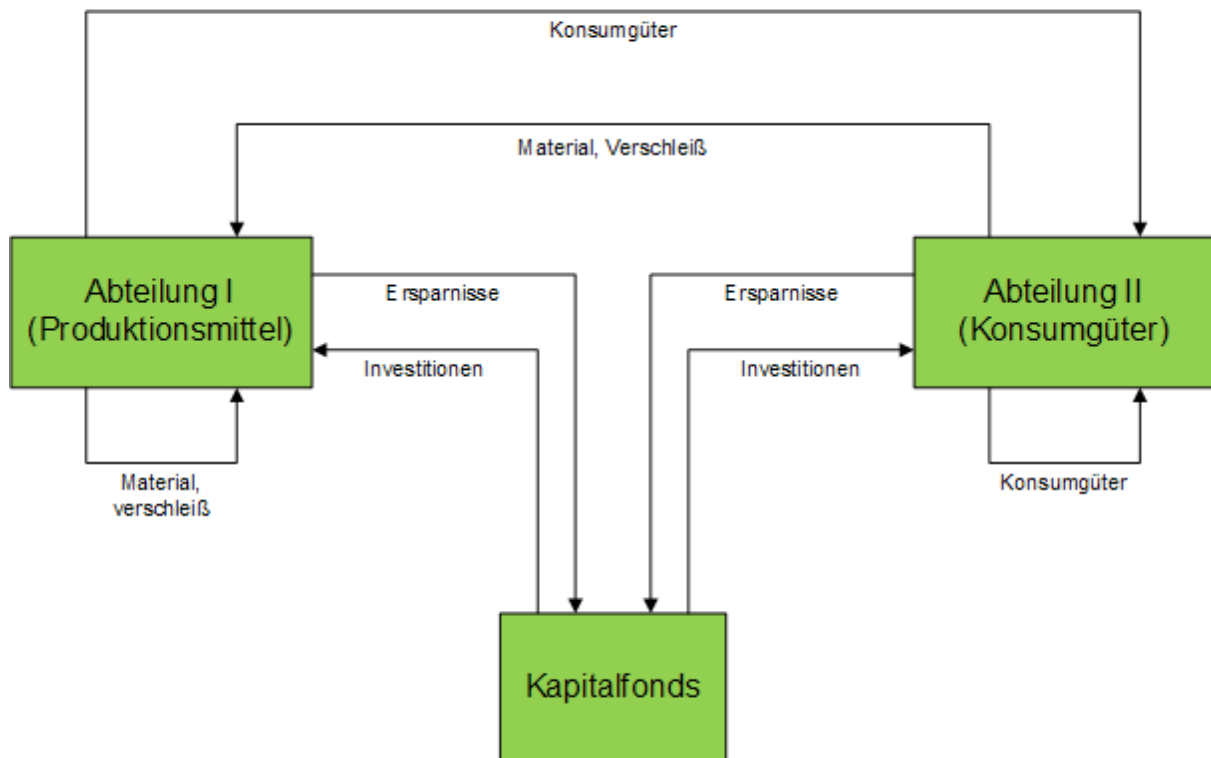 Konsumgüter
Material, Verschleiß
Abteilung I
(Produktionsmittel)
Ersparnisse
Investitionen
Material,
verschleiß
Ersparnisse
Investitionen
Abteilung II
(Konsumgüter)
Konsumgüter
Kapitalfonds